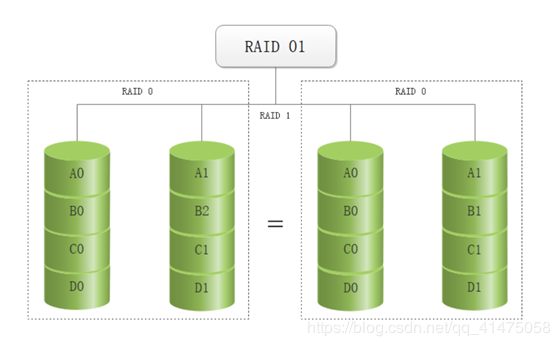 RAID 01
RAID 0
RAID 0
RAID 1
A0 A1 A0 A1
B0 B2 = B0 B1
C0 C1 C0 C1
D0 D1 D0 D1
https://blog.csdn.net/qq_41475058